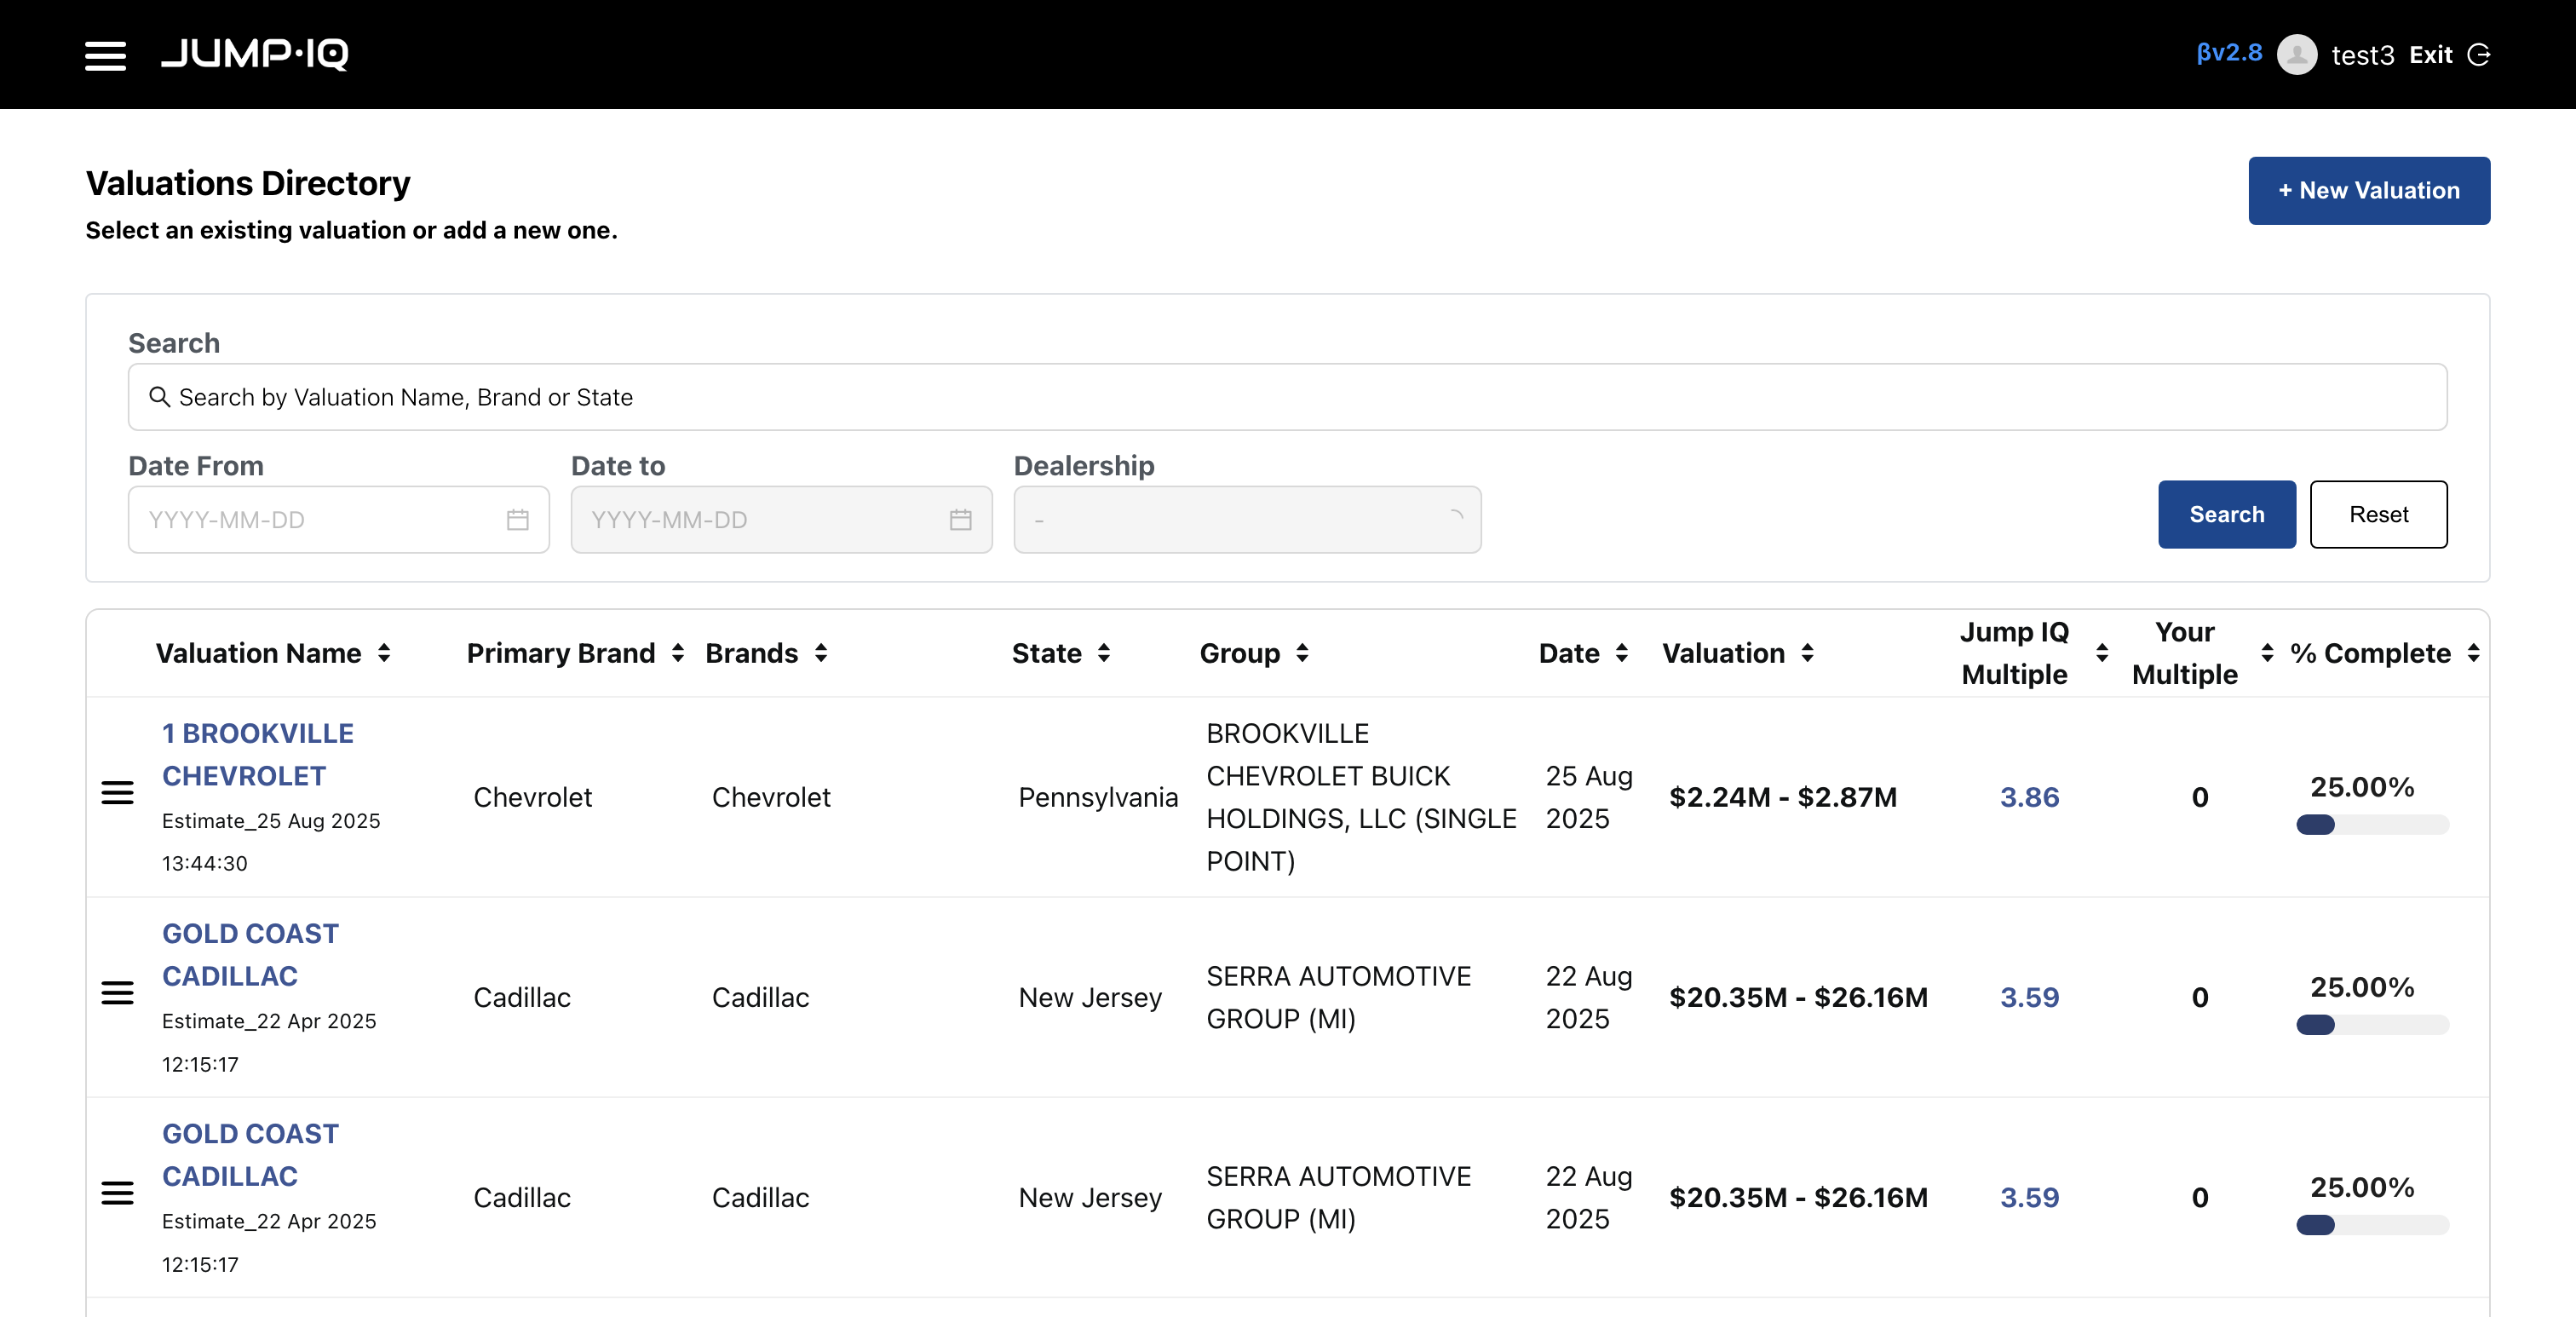 JUMP·IQ
βv2.8 test3 Exit
Valuations Directory
+ New Valuation
Select an existing valuation or add a new one.
Search
Search by Valuation Name, Brand or State
Date From Date to Dealership
YYYY-MM-DD YYYY-MM-DD - Search Reset
Valuation Name Primary Brand Brands State Group Date Valuation Jump IQ Multiple Your Multiple % Complete
1 BROOKVILLE
CHEVROLET
Estimate_25 Aug 2025
13:44:30
Chevrolet
Chevrolet
Pennsylvania
BROOKVILLE
CHEVROLET BUICK
HOLDINGS, LLC (SINGLE
POINT)
25 Aug
2025
$2.24M - $2.87M
3.86
0
25.00%
GOLD COAST
CADILLAC
Estimate_22 Apr 2025
12:15:17
Cadillac
Cadillac
New Jersey
SERRA AUTOMOTIVE
GROUP (MI)
22 Aug
2025
$20.35M - $26.16M
3.59
0
25.00%
GOLD COAST
CADILLAC
Estimate_22 Apr 2025
12:15:17
Cadillac
Cadillac
New Jersey
SERRA AUTOMOTIVE
GROUP (MI)
22 Aug
2025
$20.35M - $26.16M
3.59
0
25.00%